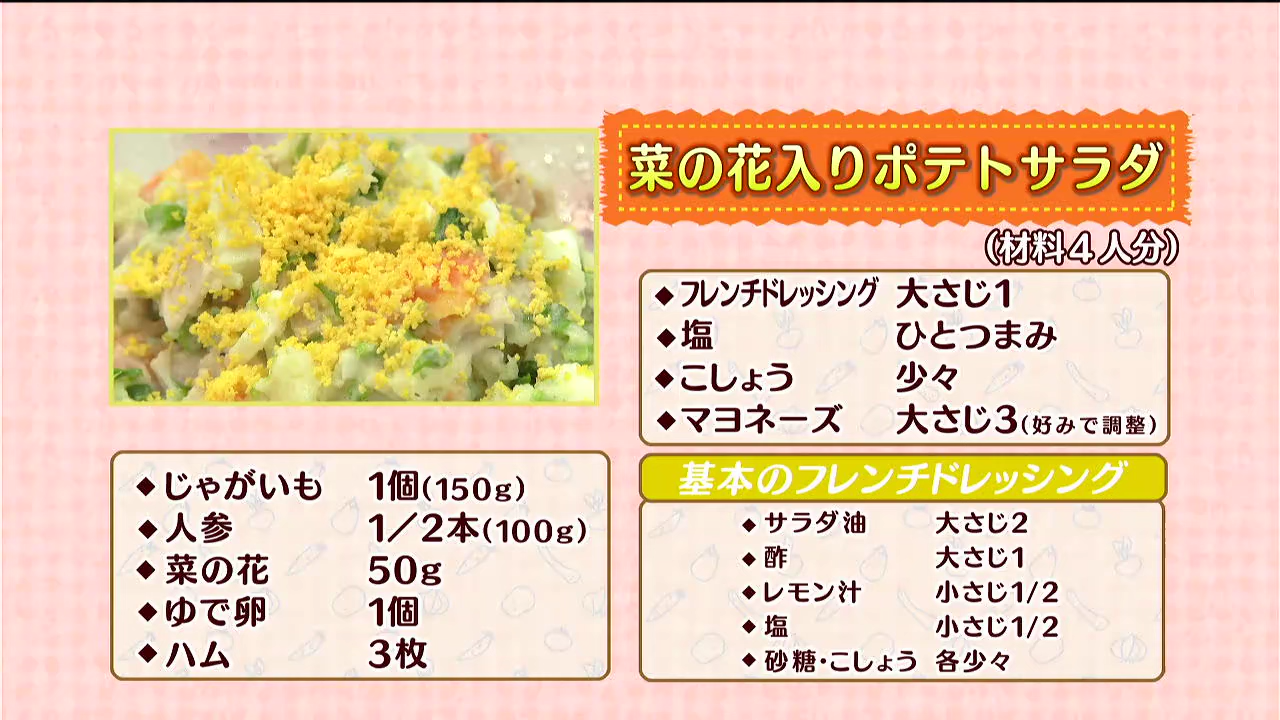 菜の花入りポテトサラダ
(材料4人分)
◆じゃがいも 1個(150g)
◆人参 1/2本(100g)
◆菜の花 50g
◆ゆで卵 1個
◆ハム 3枚
◆フレンチドレッシング 大さじ1
◆塩 ひとつまみ
◆こしょう 少々
◆マヨネーズ 大さじ3(好みで調整)
基本のフレンチドレッシング
◆サラダ油 大さじ2
◆酢 大さじ1
◆レモン汁 小さじ1/2
◆塩 小さじ1/2
◆砂糖・こしょう 各少々